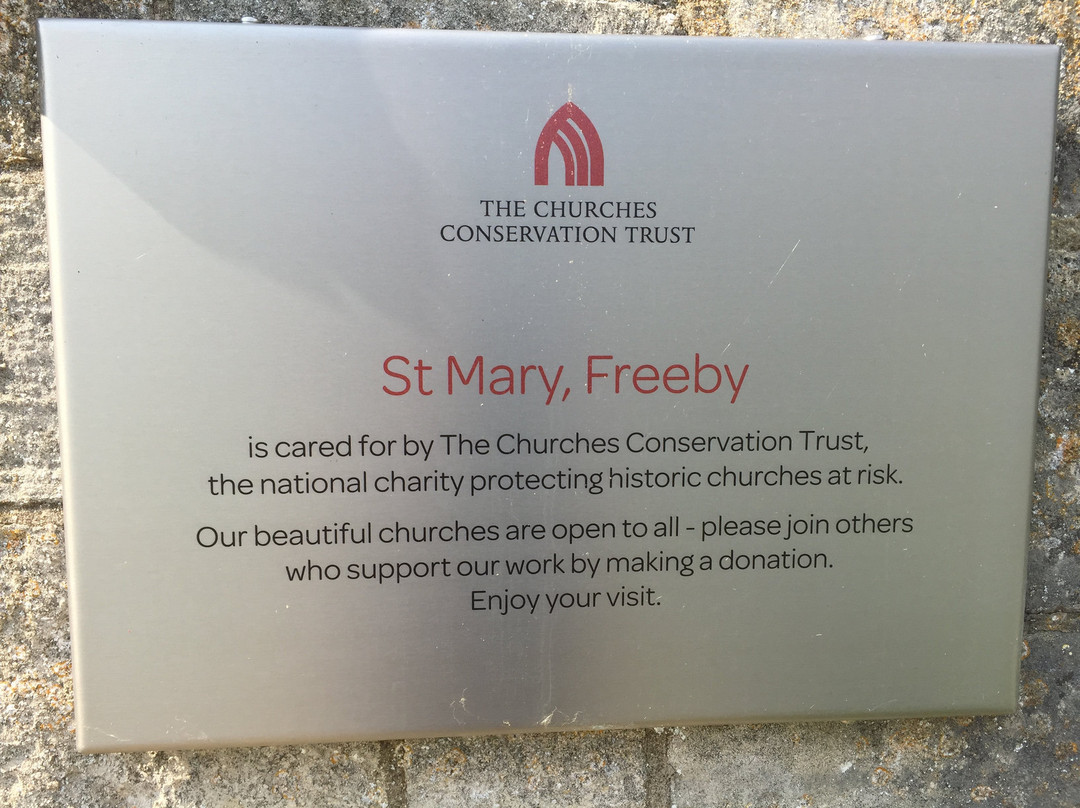 THE CHURCHES
CONSERVATION TRUST
St Mary, Freeby
is cared for by The Churches Conservation Trust,
the national charity protecting historic churches at risk.
Our beautiful churches are open to all - please join others
who support our work by making a donation.
Enjoy your visit.